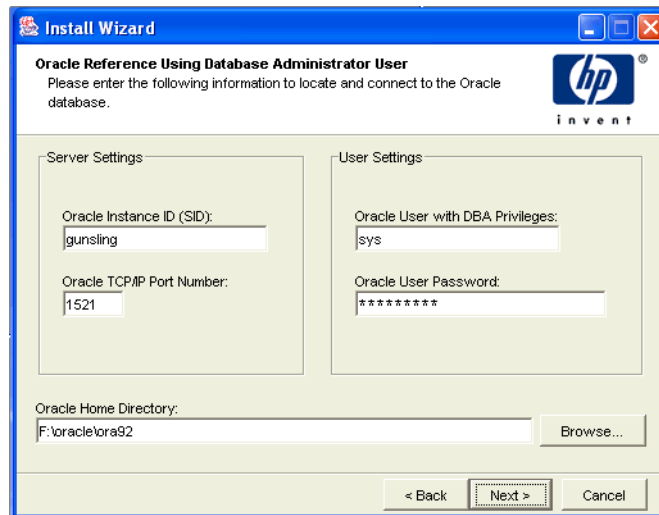 Install Wizard
Oracle Reference Using Database Administrator User
Please enter the following information to locate and connect to the Oracle
database.
hp
®
invent
Server Settings
Oracle Instance ID (SID):
gunsling
Oracle TCP/IP Port Number:
1521
User Settings
Oracle User with DBA Privileges:
sys
Oracle User Password:
*********
Oracle Home Directory:
F:\oracle\ora92
Browse...
< Back
Next >
Cancel